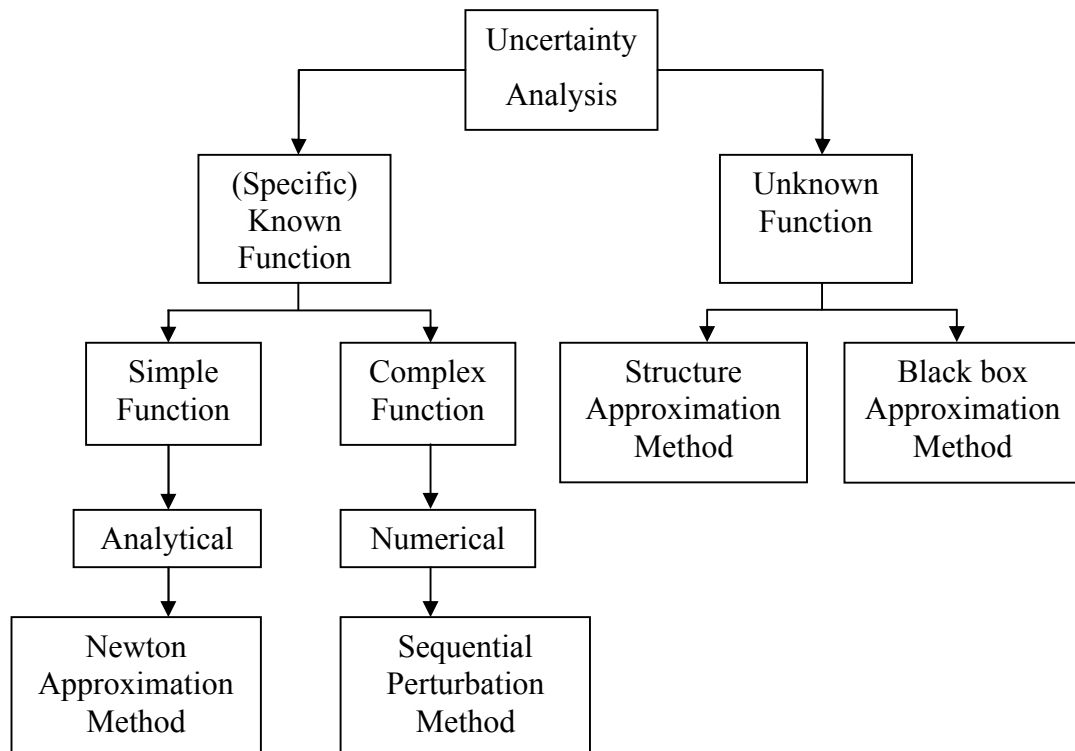 Uncertainty
Analysis
(Specific)
Known
Function
Unknown
Function
Simple
Function
Complex
Function
Structure
Approximation
Method
Black box
Approximation
Method
Analytical
Numerical
Newton
Approximation
Method
Sequential
Perturbation
Method